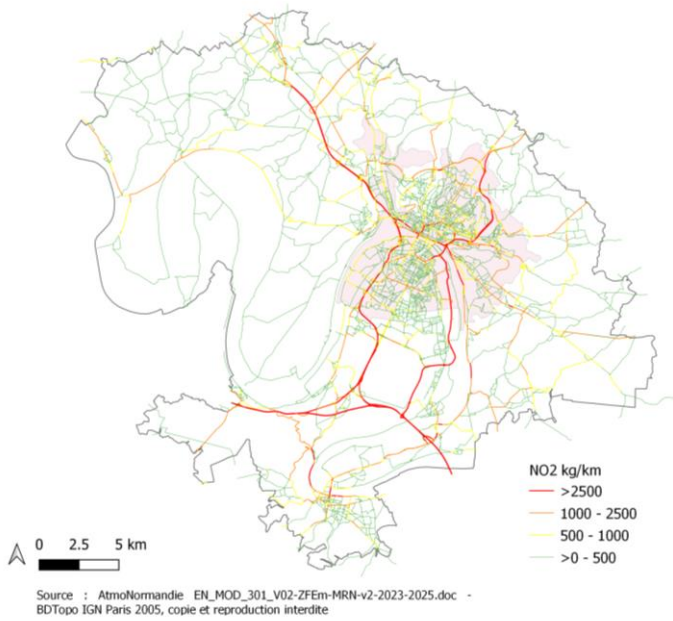 NO2 kg/km
>2500
1000 - 2500
500 - 1000
>0 - 500
0 2.5 5 km
Source : AtmoNormandie EN_MOD_301_V02-ZFEm-MRN-v2-2023-2025.doc -
BDTopo IGN Paris 2005, copie et reproduction interdite